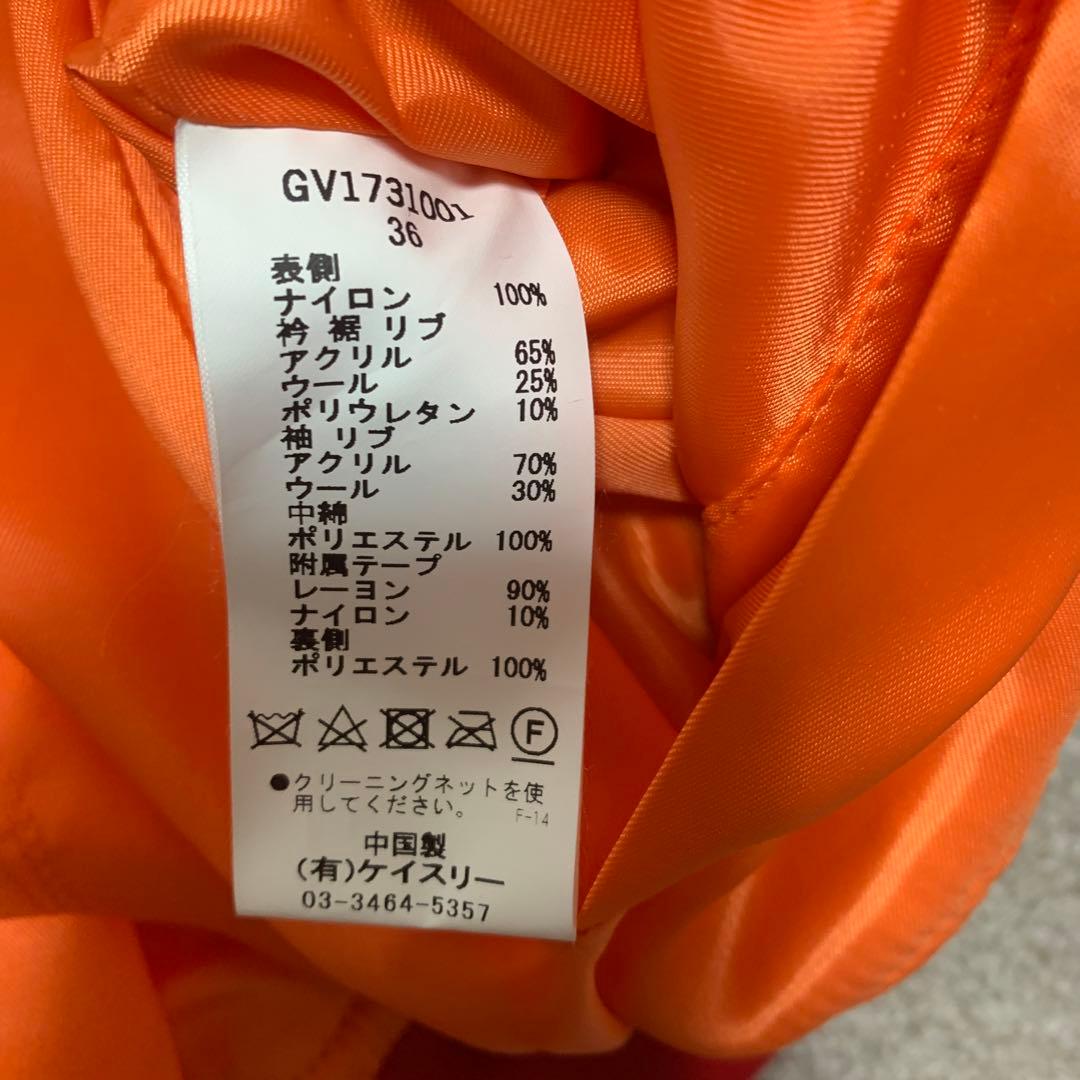 GV1731001
36
表側
ナイロン 100%
衿 裾 リブ
アクリル 65%
ウール 25%
ポリウレタン 10%
袖 リブ
アクリル 70%
ウール 30%
中綿
ポリエステル 100%
附属テープ
レーヨン 90%
ナイロン 10%
裏側
ポリエステル 100%
F
●クリーニングネットを使
用してください。
F-14
中国製
(有)ケイスリー
03-3464-5357